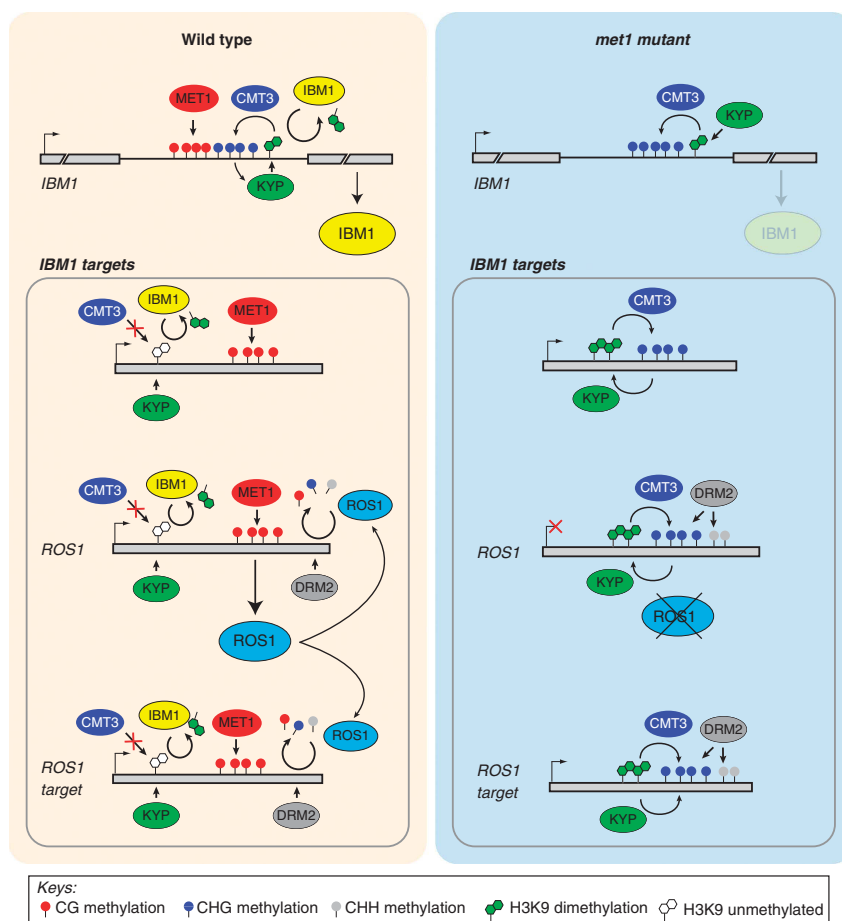 Wild type
MET1
CMT3
IBM1
KYP
IBM1
IBM1
IBM1 targets
CMT3
IBM1
MET1
KYP
CMT3
IBM1
MET1
ROS1
ROS1
KYP
DRM2
ROS1
CMT3
IBM1
MET1
ROS1
ROS1
target
KYP
DRM2
met1 mutant
CMT3
KYP
IBM1
IBM1
IBM1 targets
CMT3
KYP
CMT3
DRM2
ROS1
KYP
ROS1
CMT3
DRM2
ROS1
target
KYP
Keys:
CG methylation CHG methylation CHH methylation H3K9 dimethylation H3K9 unmethylated